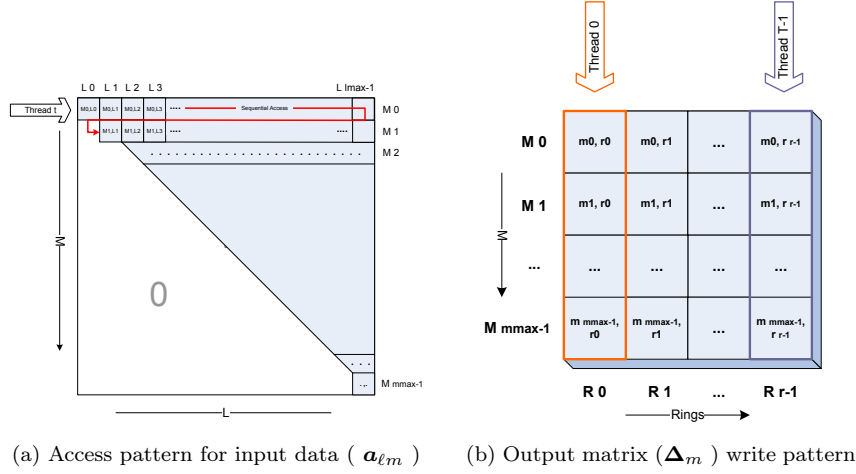 L 0 L 1 L 2 L 3 L lmax-1
Thread t
M0,L0 M0,L1 M0,L2 M0,L3 .... Sequential Access M 0
M1,L1 M1,L2 M1,L3 .... .... M 1
M 2
M
0
M mmax-1
L
(a) Access pattern for input data ( aℓm )
Thread 0 Thread T-1
M 0 m0, r0 m0, r1 ... m0, r r-1
M 1 m1, r0 m1, r1 ... m1, r r-1
M
... ... ... ... ...
M mmax-1 m mmax-1, r0 m mmax-1, r1 ... m mmax-1, r r-1
R 0 R 1 ... R r-1
Rings
(b) Output matrix (Δm ) write pattern